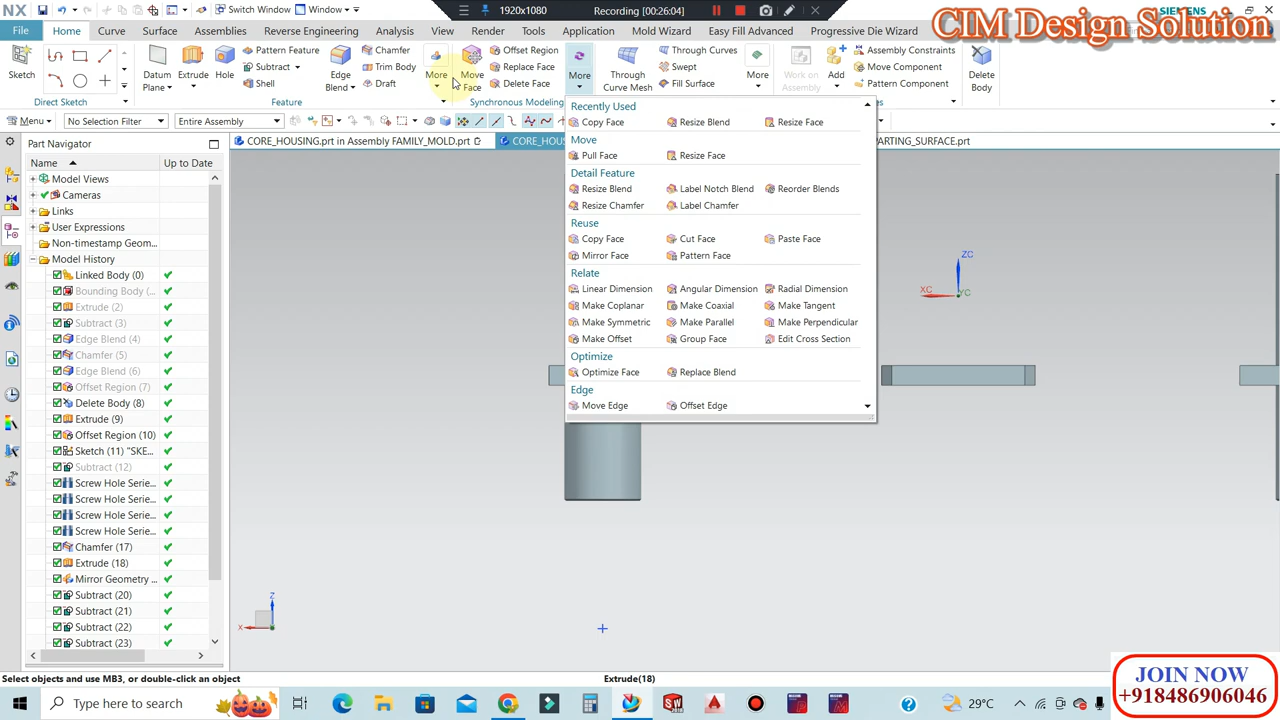 NX
Switch Window
Window
1920x1080
Recording [00:26:04]
SIEMENS
CIM Design Solution
File
Home
Curve
Surface
Assemblies
Reverse Engineering
Analysis
View
Render
Tools
Application
Mold Wizard
Easy Fill Advanced
Progressive Die Wizard
Sketch
Direct Sketch
Datum Plane
Extrude
Hole
Pattern Feature
Unite
Shell
Edge Blend
Chamfer
Trim Body
Draft
More
Feature
Move Face
Offset Region
Replace Face
Delete Face
Synchronous Modeling
More
Through Curve Mesh
Through Curves
Swept
Fill Surface
More
Work on Assembly
Add
Assembly Constraints
Move Component
Pattern Component
Delete Body
Menu
No Selection Filter
Entire Assembly
Part Navigator
CORE_HOUSING.prt in Assembly FAMILY_MOLD.prt
CORE_HOU
PARTING_SURFACE.prt
Name
Up to Date
Model Views
Cameras
Links
User Expressions
Non-timestamp Geom...
Model History
Linked Body (0)
Bounding Body (...
Extrude (2)
Subtract (3)
Edge Blend (4)
Chamfer (5)
Edge Blend (6)
Offset Region (7)
Delete Body (8)
Extrude (9)
Offset Region (10)
Sketch (11) "SKE...
Subtract (12)
Screw Hole Serie...
Screw Hole Serie...
Screw Hole Serie...
Screw Hole Serie...
Chamfer (17)
Extrude (18)
Mirror Geometry ...
Subtract (20)
Subtract (21)
Subtract (22)
Subtract (23)
Recently Used
Copy Face
Resize Blend
Resize Face
Move
Pull Face
Resize Face
Detail Feature
Resize Blend
Label Notch Blend
Reorder Blends
Resize Chamfer
Label Chamfer
Reuse
Copy Face
Cut Face
Paste Face
Mirror Face
Pattern Face
Relate
Linear Dimension
Angular Dimension
Radial Dimension
Make Coplanar
Make Coaxial
Make Tangent
Make Symmetric
Make Parallel
Make Perpendicular
Make Offset
Group Face
Edit Cross Section
Optimize
Optimize Face
Replace Blend
Edge
Move Edge
Offset Edge
ZC
XC
YC
Z
X
Select objects and use MB3, or double-click an object
Extrude(18)
JOIN NOW
+918486906046
Type here to search
29°C